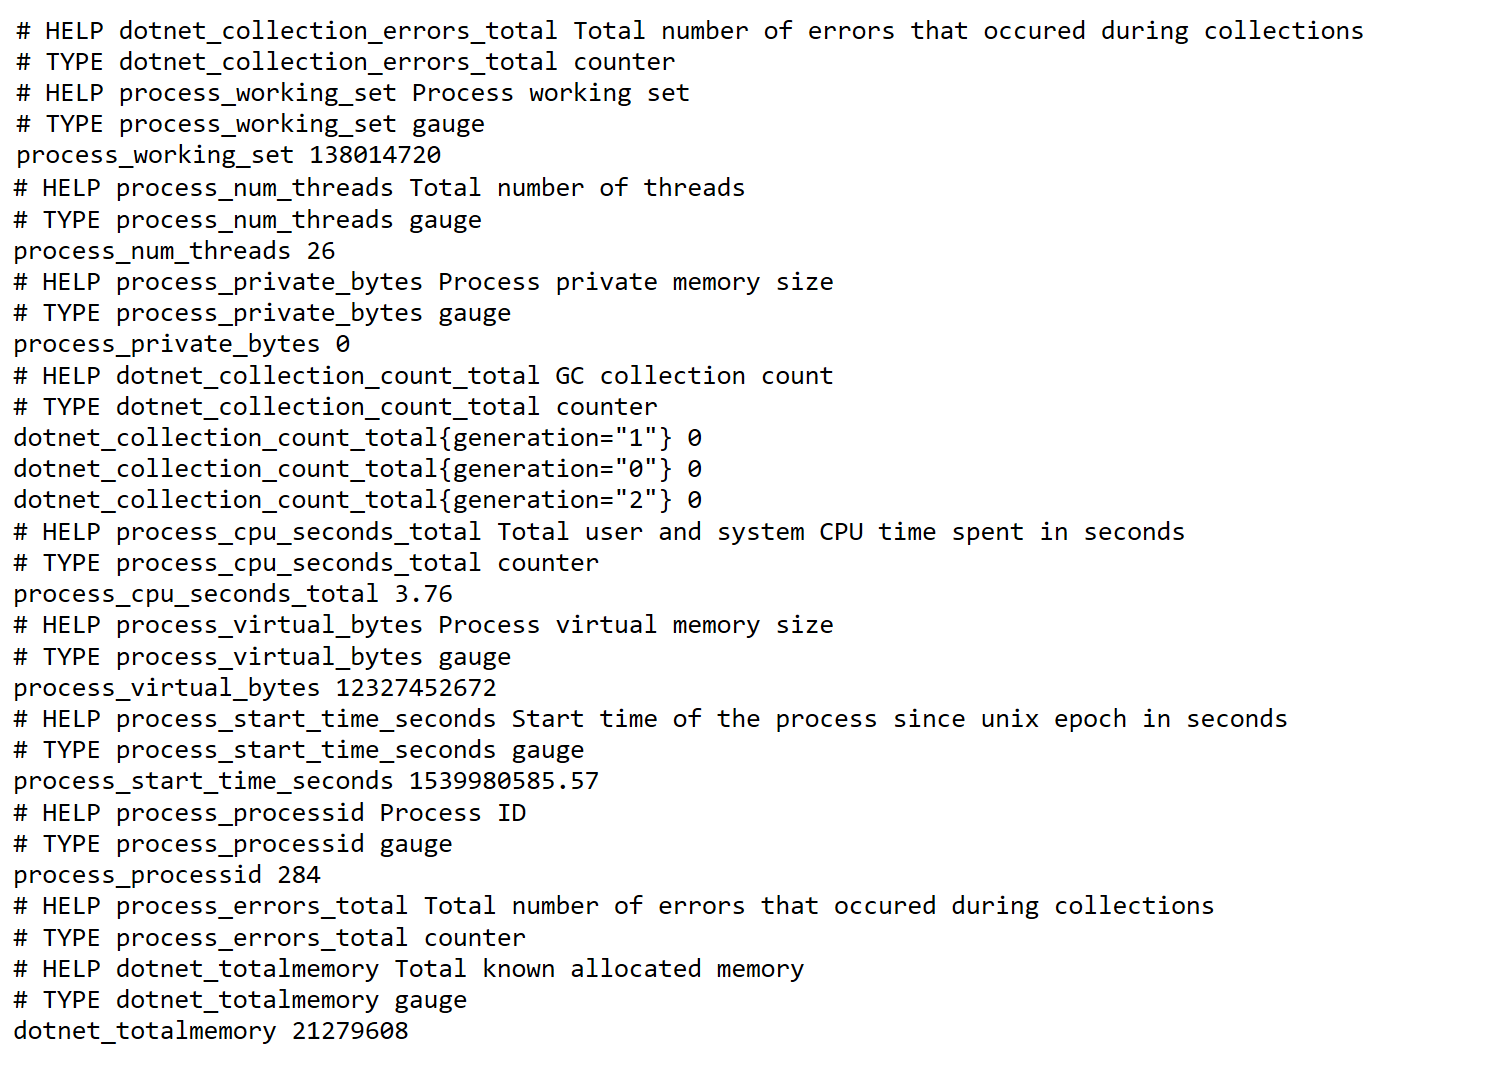 # HELP dotnet_collection_errors_total Total number of errors that occured during collections
# TYPE dotnet_collection_errors_total counter
# HELP process_working_set Process working set
# TYPE process_working_set gauge
process_working_set 138014720
# HELP process_num_threads Total number of threads
# TYPE process_num_threads gauge
process_num_threads 26
# HELP process_private_bytes Process private memory size
# TYPE process_private_bytes gauge
process_private_bytes 0
# HELP dotnet_collection_count_total GC collection count
# TYPE dotnet_collection_count_total counter
dotnet_collection_count_total{generation="1"} 0
dotnet_collection_count_total{generation="0"} 0
dotnet_collection_count_total{generation="2"} 0
# HELP process_cpu_seconds_total Total user and system CPU time spent in seconds
# TYPE process_cpu_seconds_total counter
process_cpu_seconds_total 3.76
# HELP process_virtual_bytes Process virtual memory size
# TYPE process_virtual_bytes gauge
process_virtual_bytes 12327452672
# HELP process_start_time_seconds Start time of the process since unix epoch in seconds
# TYPE process_start_time_seconds gauge
process_start_time_seconds 1539980585.57
# HELP process_processid Process ID
# TYPE process_processid gauge
process_processid 284
# HELP process_errors_total Total number of errors that occured during collections
# TYPE process_errors_total counter
# HELP dotnet_totalmemory Total known allocated memory
# TYPE dotnet_totalmemory gauge
dotnet_totalmemory 21279608